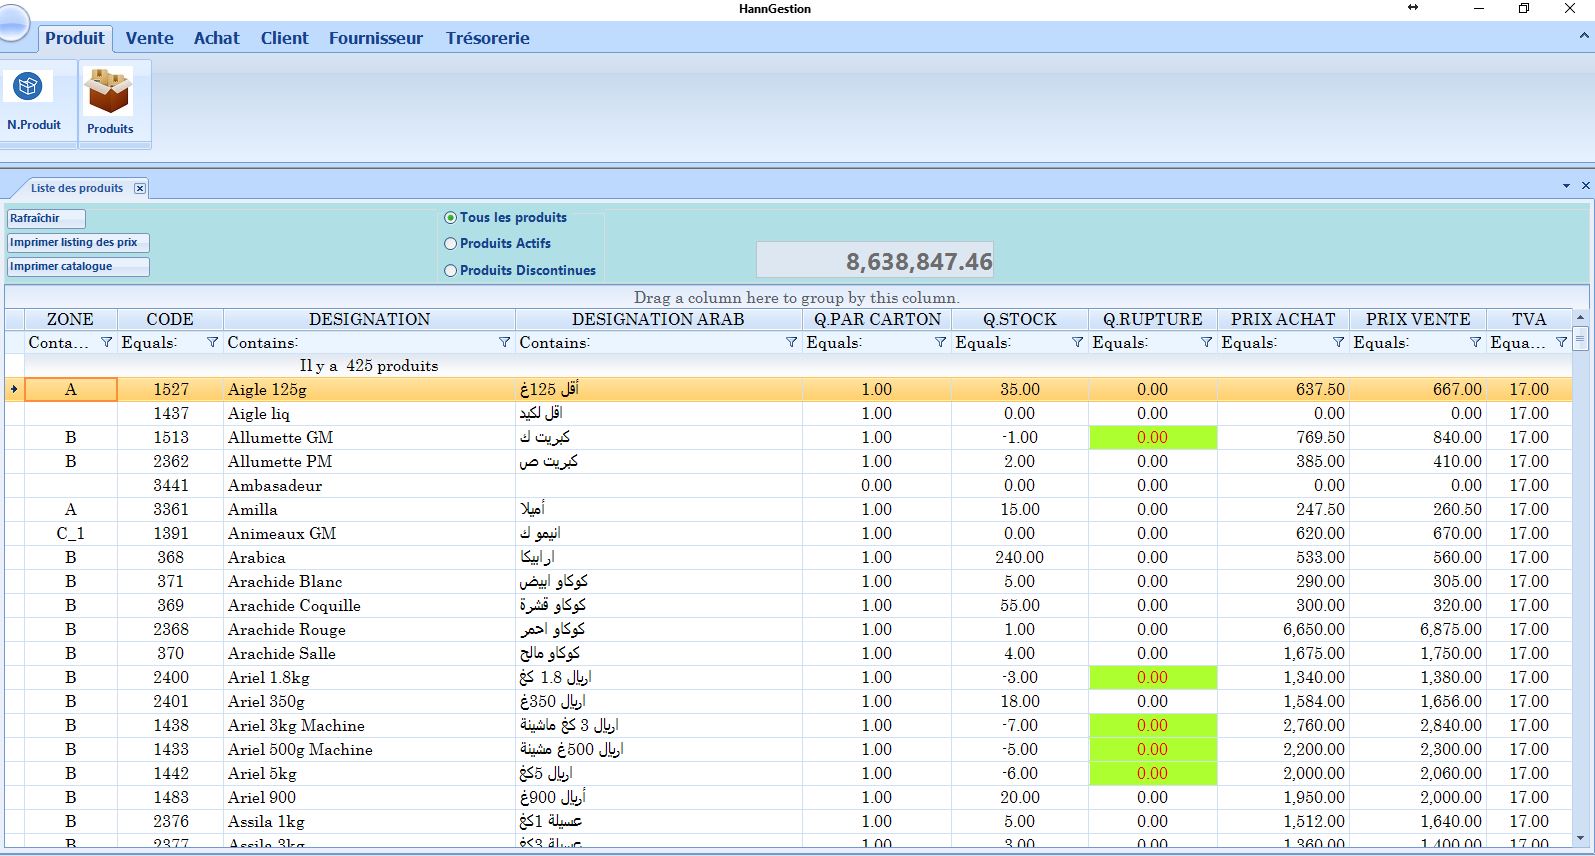 HannGestion
Produit Vente Achat Client Fournisseur Trésorerie
N.Produit Produits
Liste des produits
Rafraîchir
Imprimer listing des prix
Imprimer catalogue
Tous les produits
Produits Actifs
Produits Discontinues
8,638,847.46
Drag a column here to group by this column.
ZONE CODE DESIGNATION DESIGNATION ARAB Q.PAR CARTON Q.STOCK Q.RUPTURE PRIX ACHAT PRIX VENTE TVA
Conta... Equals: Contains: Contains: Equals: Equals: Equals: Equals: Equals: Equa...
Il y a 425 produits
A 1527 Aigle 125g أقل 125غ 1.00 35.00 0.00 637.50 667.00 17.00
1437 Aigle liq اقل لكيد 1.00 0.00 0.00 0.00 0.00 17.00
B 1513 Allumette GM كبريت ك 1.00 -1.00 0.00 769.50 840.00 17.00
B 2362 Allumette PM كبريت ص 1.00 2.00 0.00 385.00 410.00 17.00
3441 Ambasadeur 0.00 0.00 0.00 0.00 0.00 17.00
A 3361 Amilla أميلا 1.00 15.00 0.00 247.50 260.50 17.00
C_1 1391 Animeaux GM انيمو ك 1.00 0.00 0.00 620.00 670.00 17.00
B 368 Arabica ارابيكا 1.00 240.00 0.00 533.00 560.00 17.00
B 371 Arachide Blanc كوكاو ابيض 1.00 5.00 0.00 290.00 305.00 17.00
B 369 Arachide Coquille كوكاو قشرة 1.00 55.00 0.00 300.00 320.00 17.00
B 2368 Arachide Rouge كوكاو احمر 1.00 1.00 0.00 6,650.00 6,875.00 17.00
B 370 Arachide Salle كوكاو مالح 1.00 4.00 0.00 1,675.00 1,750.00 17.00
B 2400 Ariel 1.8kg اريال 1.8 كغ 1.00 -3.00 0.00 1,340.00 1,380.00 17.00
B 2401 Ariel 350g اريال 350غ 1.00 18.00 0.00 1,584.00 1,656.00 17.00
B 1438 Ariel 3kg Machine اريال 3 كغ ماشينة 1.00 -7.00 0.00 2,760.00 2,840.00 17.00
B 1433 Ariel 500g Machine اريال 500غ مشينة 1.00 -5.00 0.00 2,200.00 2,300.00 17.00
B 1442 Ariel 5kg اريال 5كغ 1.00 -6.00 0.00 2,000.00 2,060.00 17.00
B 1483 Ariel 900 أريال 900غ 1.00 20.00 0.00 1,950.00 2,000.00 17.00
B 2376 Assila 1kg عسيلة 1كغ 1.00 5.00 0.00 1,512.00 1,640.00 17.00
B 2377 Assila 3kg عسيلة 3كغ 1.00 3.00 0.00 1,360.00 1,400.00 17.00